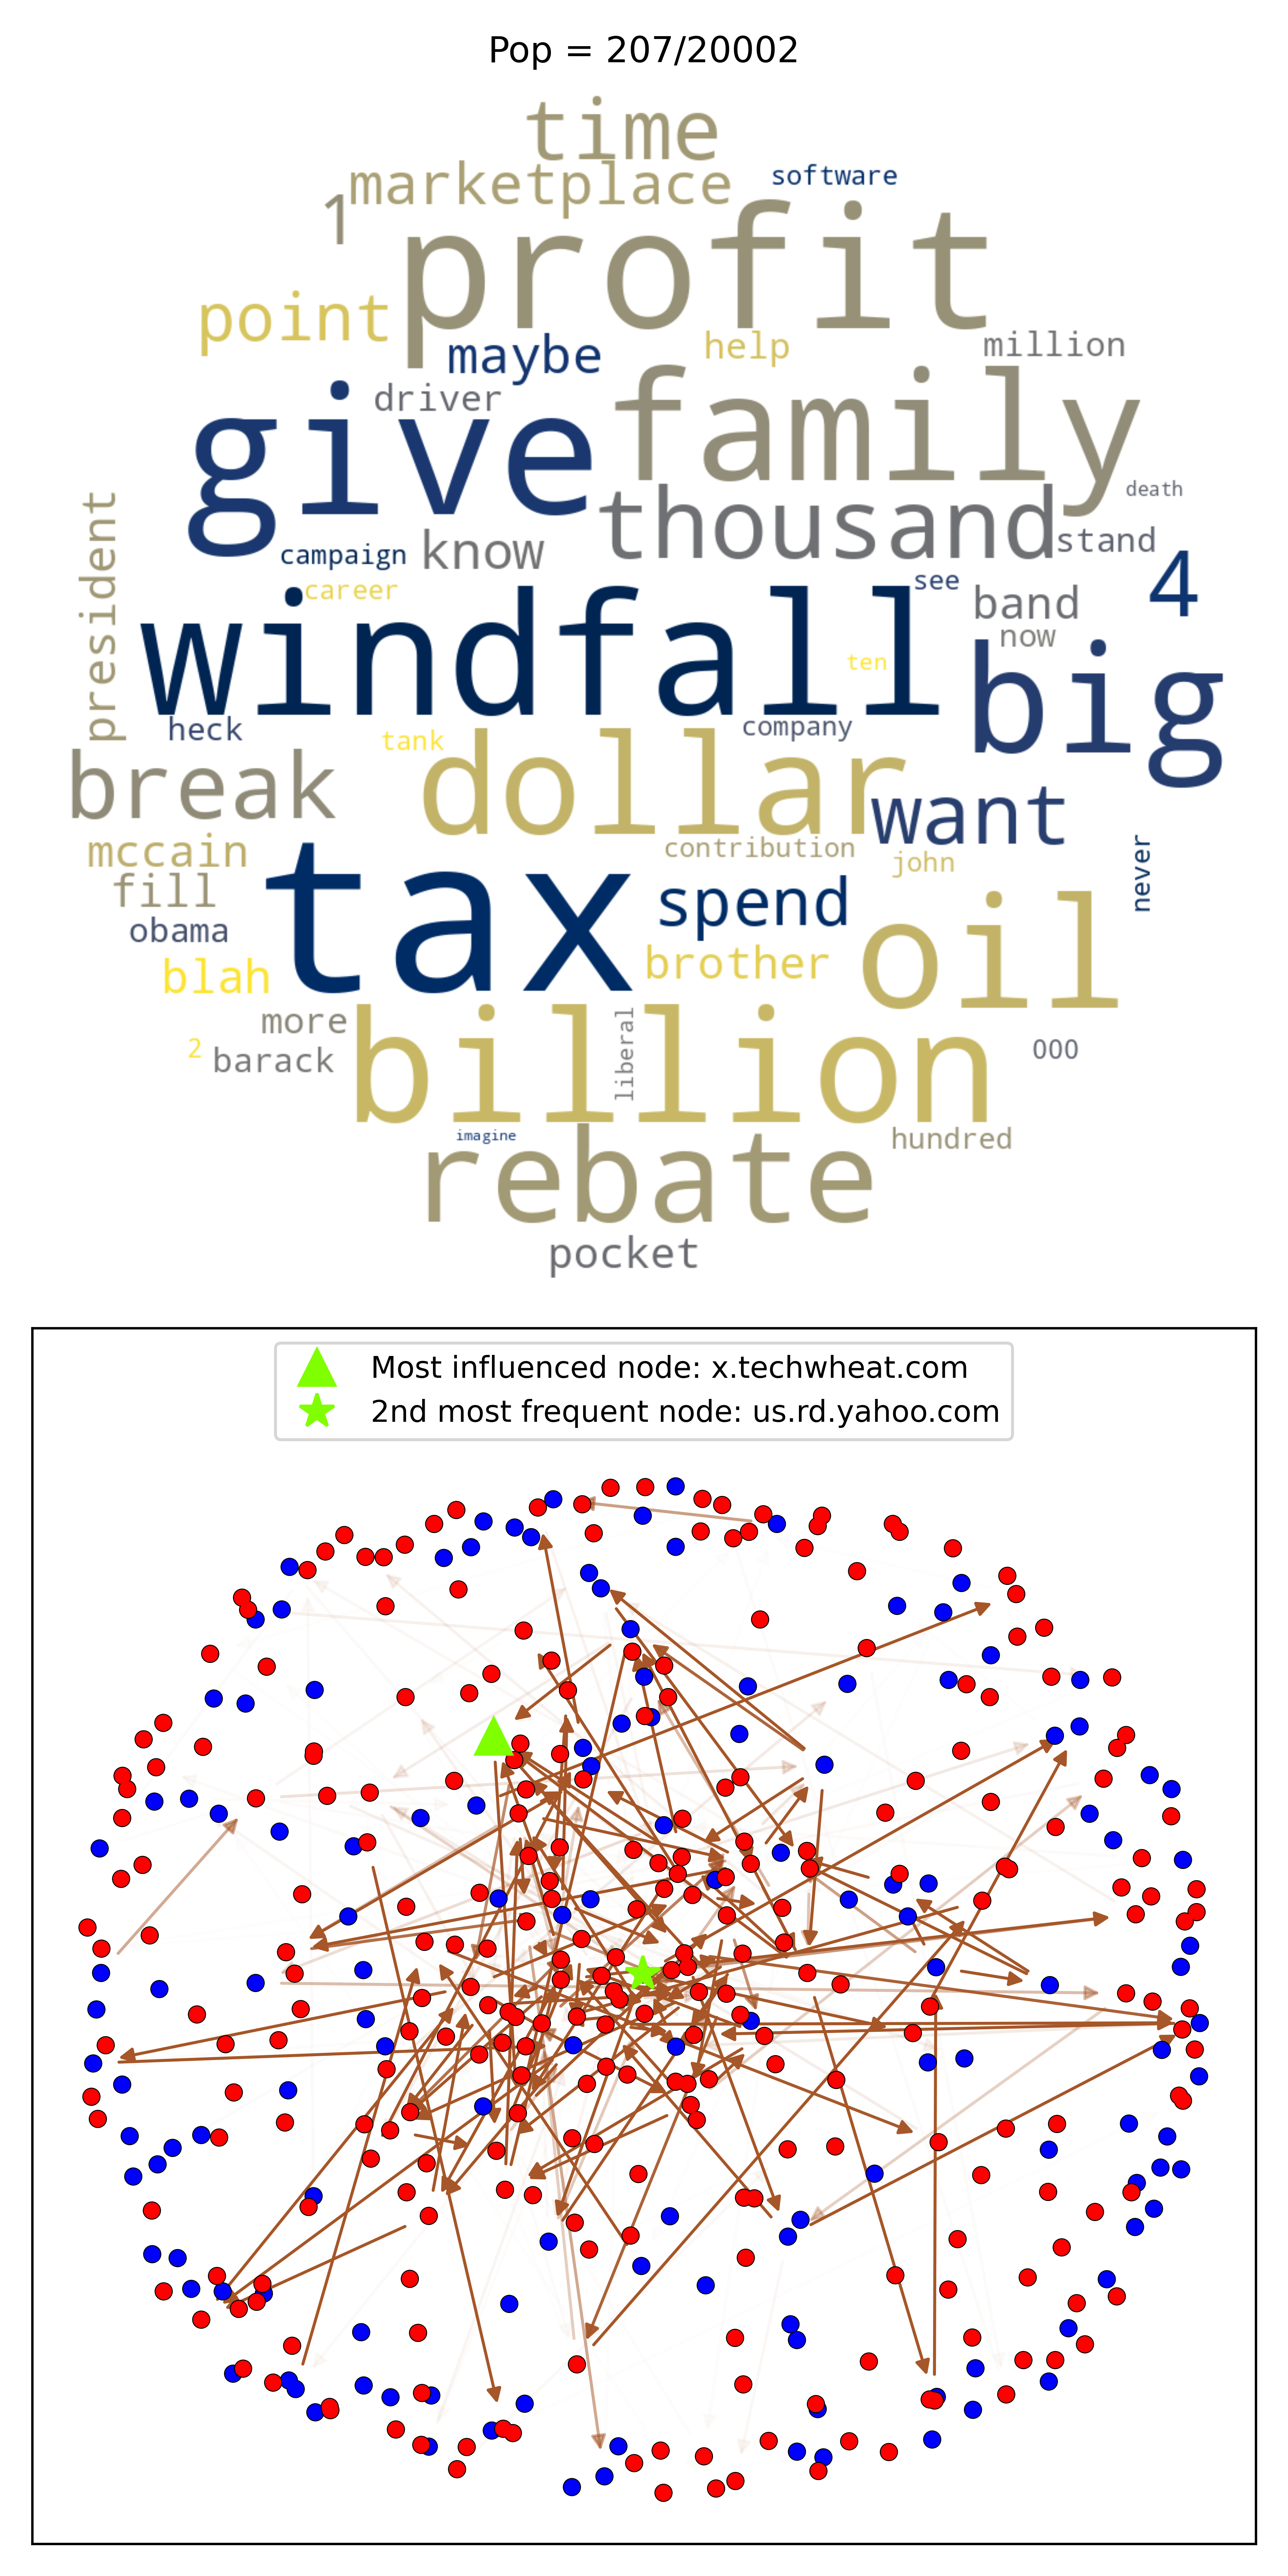 Pop = 207/20002
time
marketplace
software
1
profit
point
maybe
help
million
driver
family
give
death
thousand
president
campaign
know
stand
career
see
4
windfall
band
now
ten
big
heck
tank
company
break
dollar
want
mccain
contribution
john
never
fill
tax
spend
obama
blah
brother
oil
more
billion
liberal
2
barack
000
imagine
hundred
rebate
pocket
Most influenced node: x.techwheat.com
2nd most frequent node: us.rd.yahoo.com